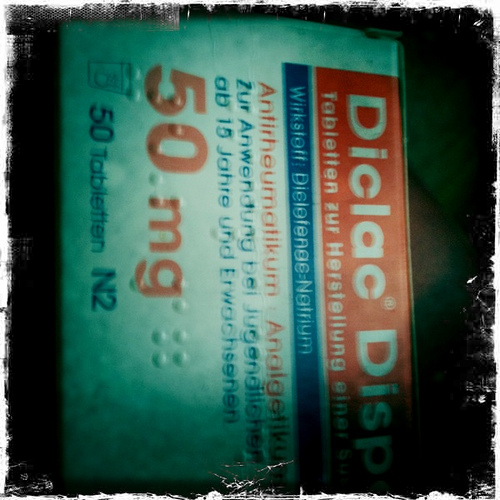 Diclac® Disp
Tabletten zur Herstellung einer Su
Wirkstoff: Diclofenac-Natrium
Antirheumatikum Analgetiku
Zur Anwendung bei Jugendlichen
ab 15 Jahre und Erwachsenen
50 mg
50 Tabletten N2